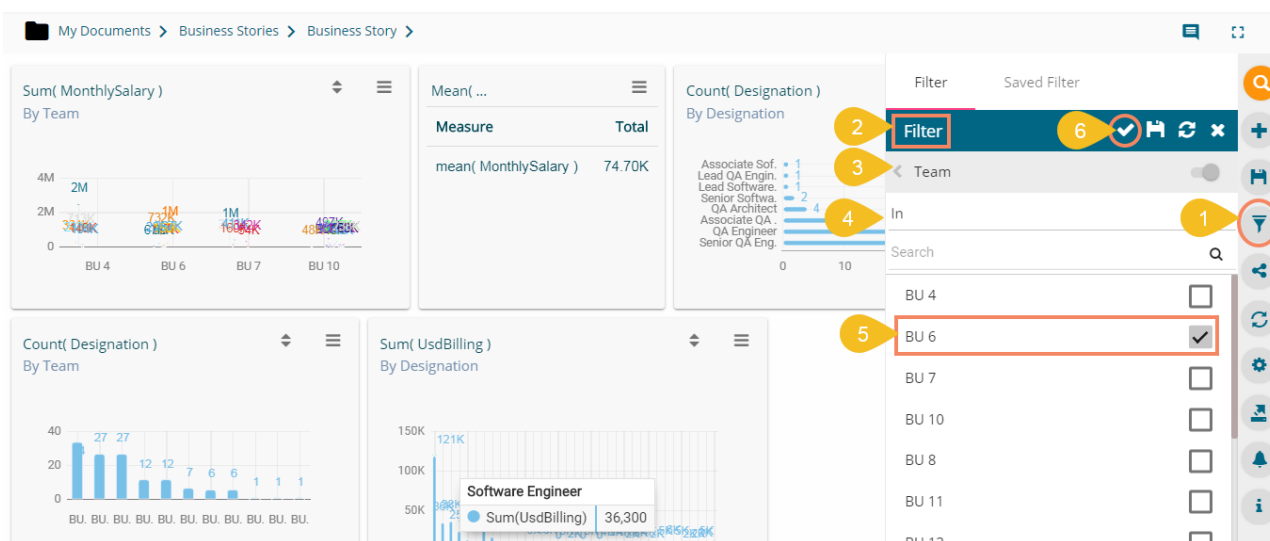 My Documents > Business Stories > Business Story >
Sum( MonthlySalary )
By Team
4M
2M
0
2M
1M
1M
BU 4 BU 6 BU 7 BU 10
Mean( ...
Measure Total
mean( MonthlySalary ) 74.70K
Count( Designation )
By Designation
Associate Sof. 1
Lead QA Engin. 1
Lead Software. 1
Senior Softwa. 2
QA Architect 4
Associate QA .
QA Engineer
Senior QA Eng.
0 10
Count( Designation )
By Team
40
20
0
27 27 12 12 7 6 6 1 1 1
BU. BU. BU. BU. BU. BU. BU. BU. BU. BU.
Sum( UsdBilling )
By Designation
150K
100K
50K
121K
Software Engineer
Sum(UsdBilling) 36,300
Filter Saved Filter
2 Filter 6
3 Team
4 In
1
Search
BU 4
5 BU 6
BU 7
BU 10
BU 8
BU 11